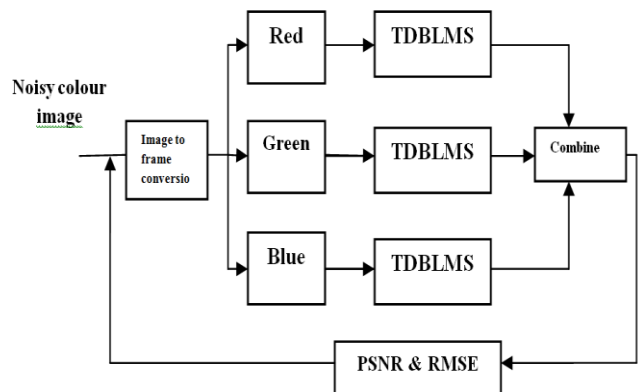 Noisy colour
image
Image to
frame
conversio
Red
TDBLMS
Green
TDBLMS
Blue
TDBLMS
Combine
PSNR & RMSE